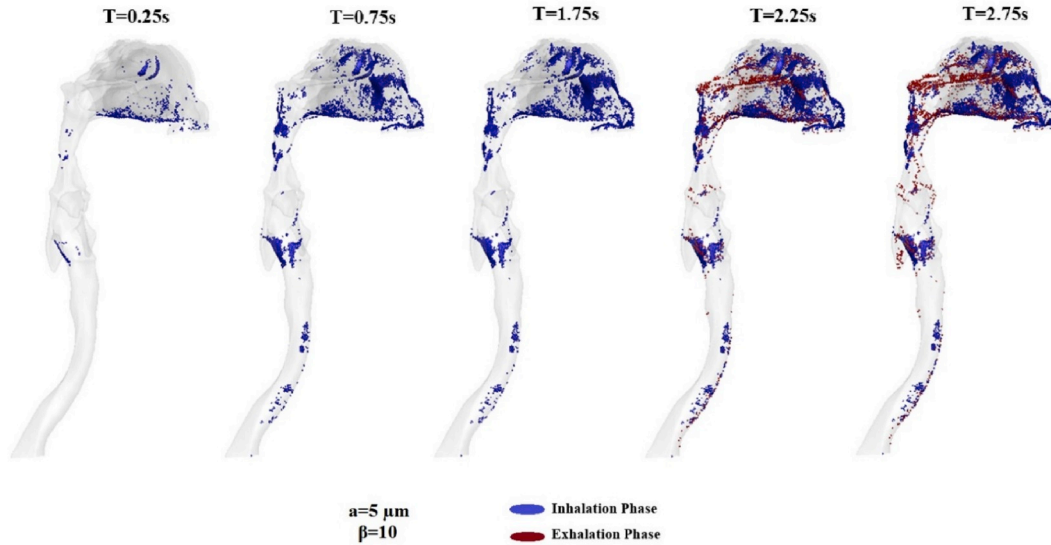 T=0.25s
T=0.75s
T=1.75s
T=2.25s
T=2.75s
a=5 µm
β=10
Inhalation Phase
Exhalation Phase